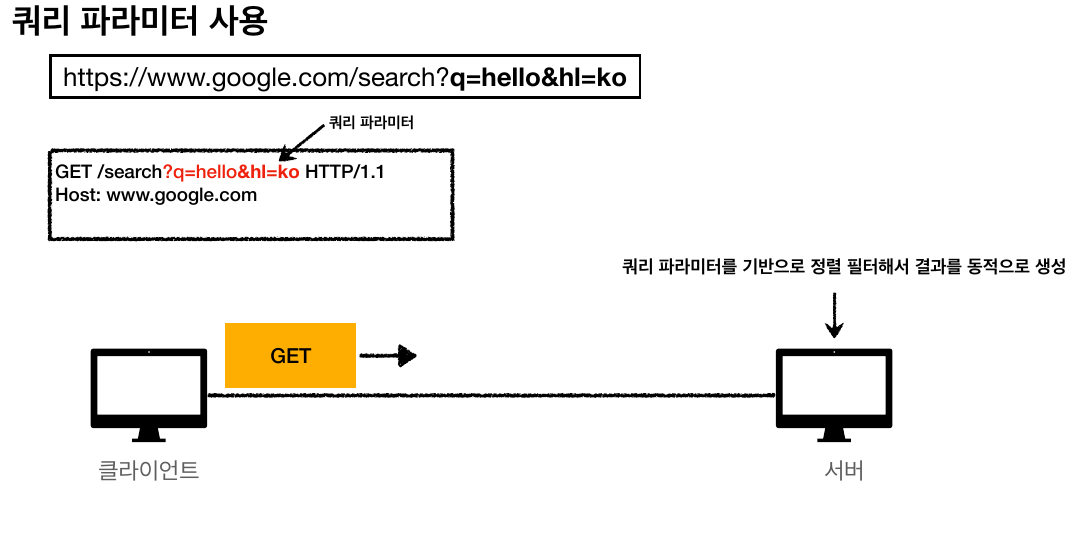 쿼리 파라미터 사용
https://www.google.com/search?q=hello&hl=ko
쿼리 파라미터
GET /search?q=hello&hl=ko HTTP/1.1
Host: www.google.com
쿼리 파라미터를 기반으로 정렬 필터해서 결과를 동적으로 생성
GET
클라이언트
서버